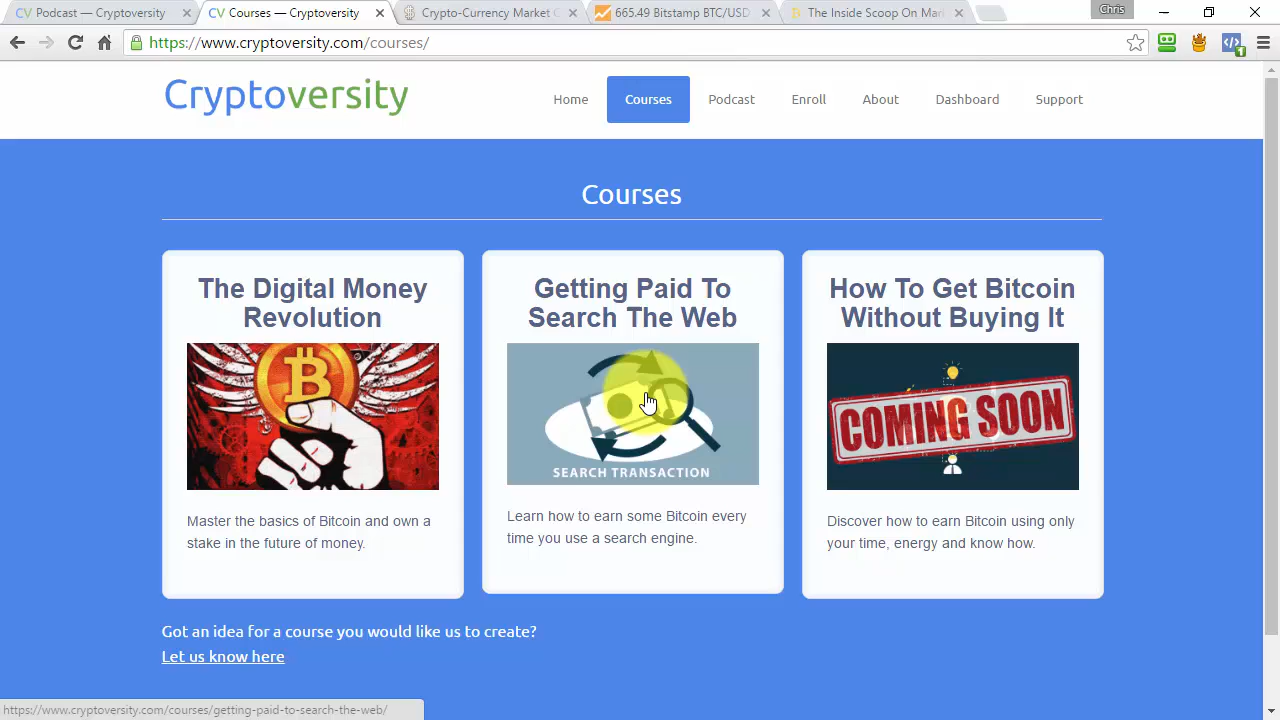 CV Podcast — Cryptoversity
CV Courses — Cryptoversity
Crypto-Currency Market C
665.49 Bitstamp BTC/USD
The Inside Scoop On Mar
Chris
https://www.cryptoversity.com/courses/
Cryptoversity
Home
Courses
Podcast
Enroll
About
Dashboard
Support
Courses
The Digital Money
Revolution
Master the basics of Bitcoin and own a
stake in the future of money.
Getting Paid To
Search The Web
SEARCH TRANSACTION
Learn how to earn some Bitcoin every
time you use a search engine.
How To Get Bitcoin
Without Buying It
COMING SOON
Discover how to earn Bitcoin using only
your time, energy and know how.
Got an idea for a course you would like us to create?
Let us know here
https://www.cryptoversity.com/courses/getting-paid-to-search-the-web/